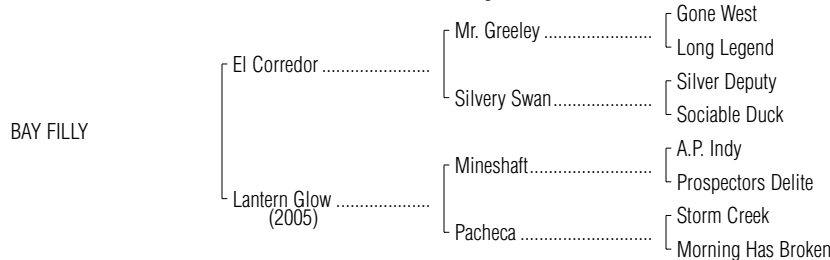 Gone West
Mr. Greeley ........................
Long Legend
El Corredor ........................
Silver Deputy
Silvery Swan......................
Sociable Duck
BAY FILLY
A.P. Indy
Mineshaft...........................
Prospectors Delite
Lantern Glow .....................
(2005)
Storm Creek
Pacheca .............................
Morning Has Broken